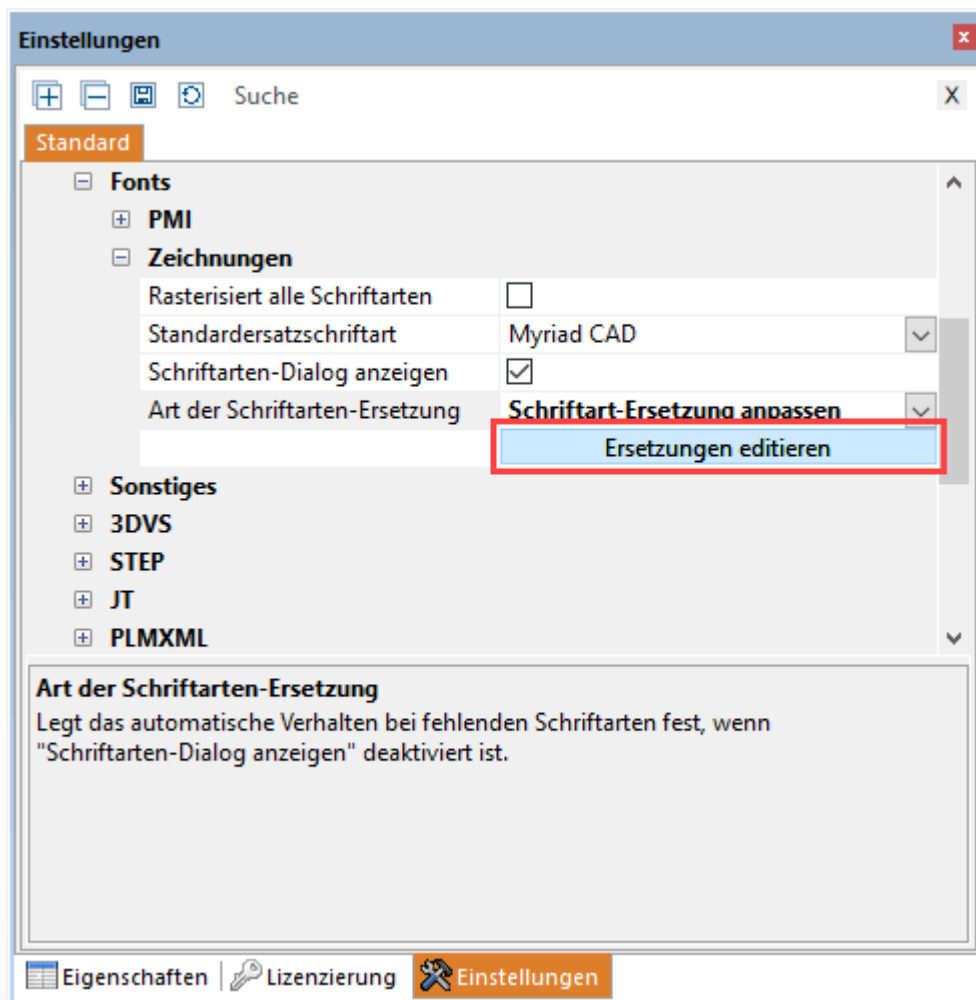 Einstellungen
x
Suche
X
Standard
Fonts
PMI
Zeichnungen
Rasterisiert alle Schriftarten
Standardersatzschriftart Myriad CAD
Schriftarten-Dialog anzeigen
Art der Schriftarten-Ersetzung Schriftart-Ersetzung anpassen
Ersetzungen editieren
Sonstiges
3DVS
STEP
JT
PLMXML
Art der Schriftarten-Ersetzung
Legt das automatische Verhalten bei fehlenden Schriftarten fest, wenn
"Schriftarten-Dialog anzeigen" deaktiviert ist.
Eigenschaften Lizenzierung Einstellungen